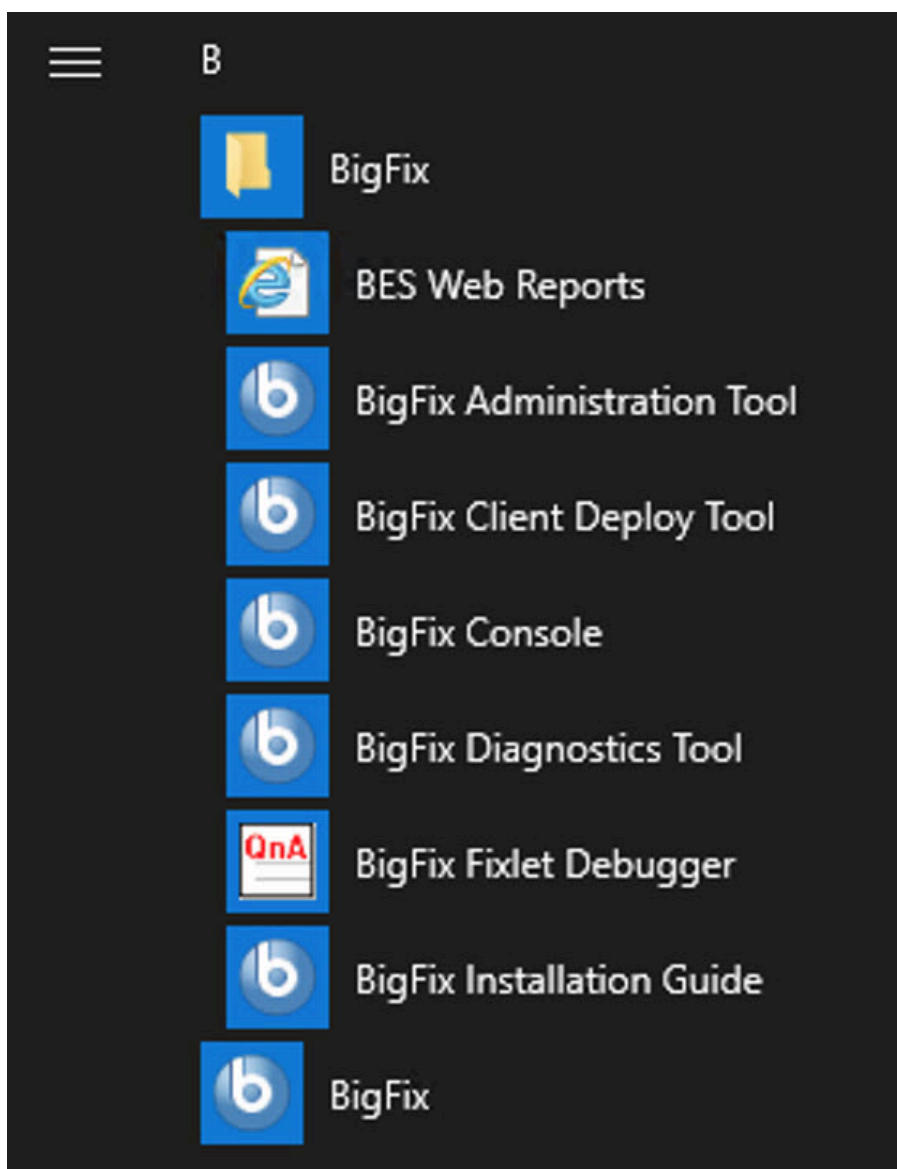 B
BigFix
BES Web Reports
BigFix Administration Tool
BigFix Client Deploy Tool
BigFix Console
BigFix Diagnostics Tool
QnA
BigFix Fixlet Debugger
BigFix Installation Guide
BigFix